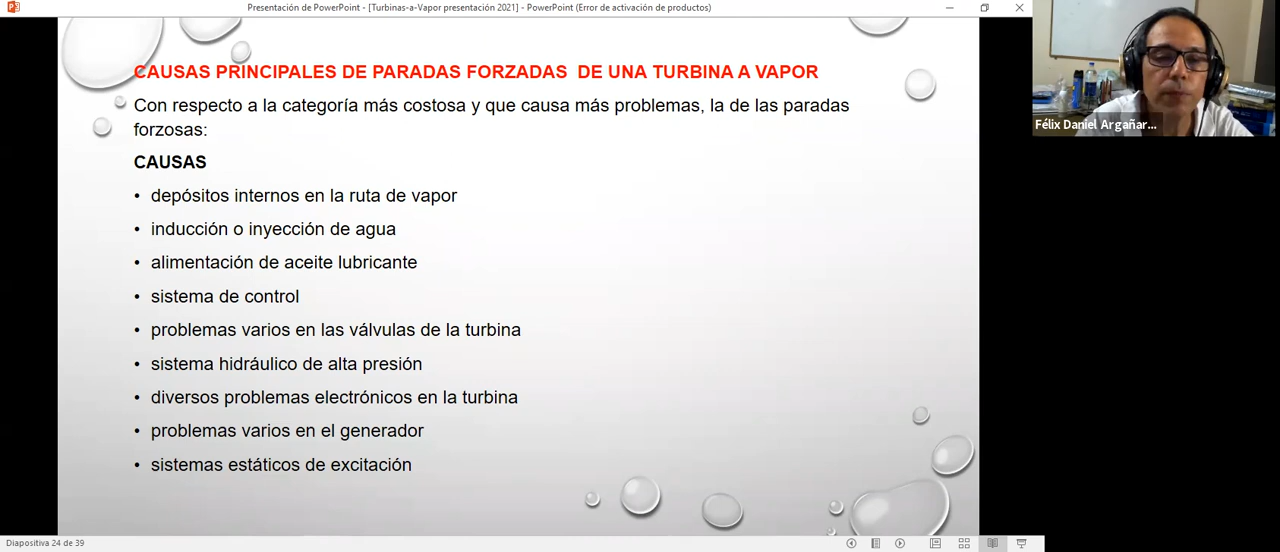 Presentación de PowerPoint - [Turbinas-a-Vapor presentación 2021] - PowerPoint (Error de activación de productos)
CAUSAS PRINCIPALES DE PARADAS FORZADAS DE UNA TURBINA A VAPOR
Con respecto a la categoría más costosa y que causa más problemas, la de las paradas
forzosas:
CAUSAS
• depósitos internos en la ruta de vapor
• inducción o inyección de agua
• alimentación de aceite lubricante
• sistema de control
• problemas varios en las válvulas de la turbina
• sistema hidráulico de alta presión
• diversos problemas electrónicos en la turbina
• problemas varios en el generador
• sistemas estáticos de excitación
Félix Daniel Argañar...
Diapositiva 24 de 39